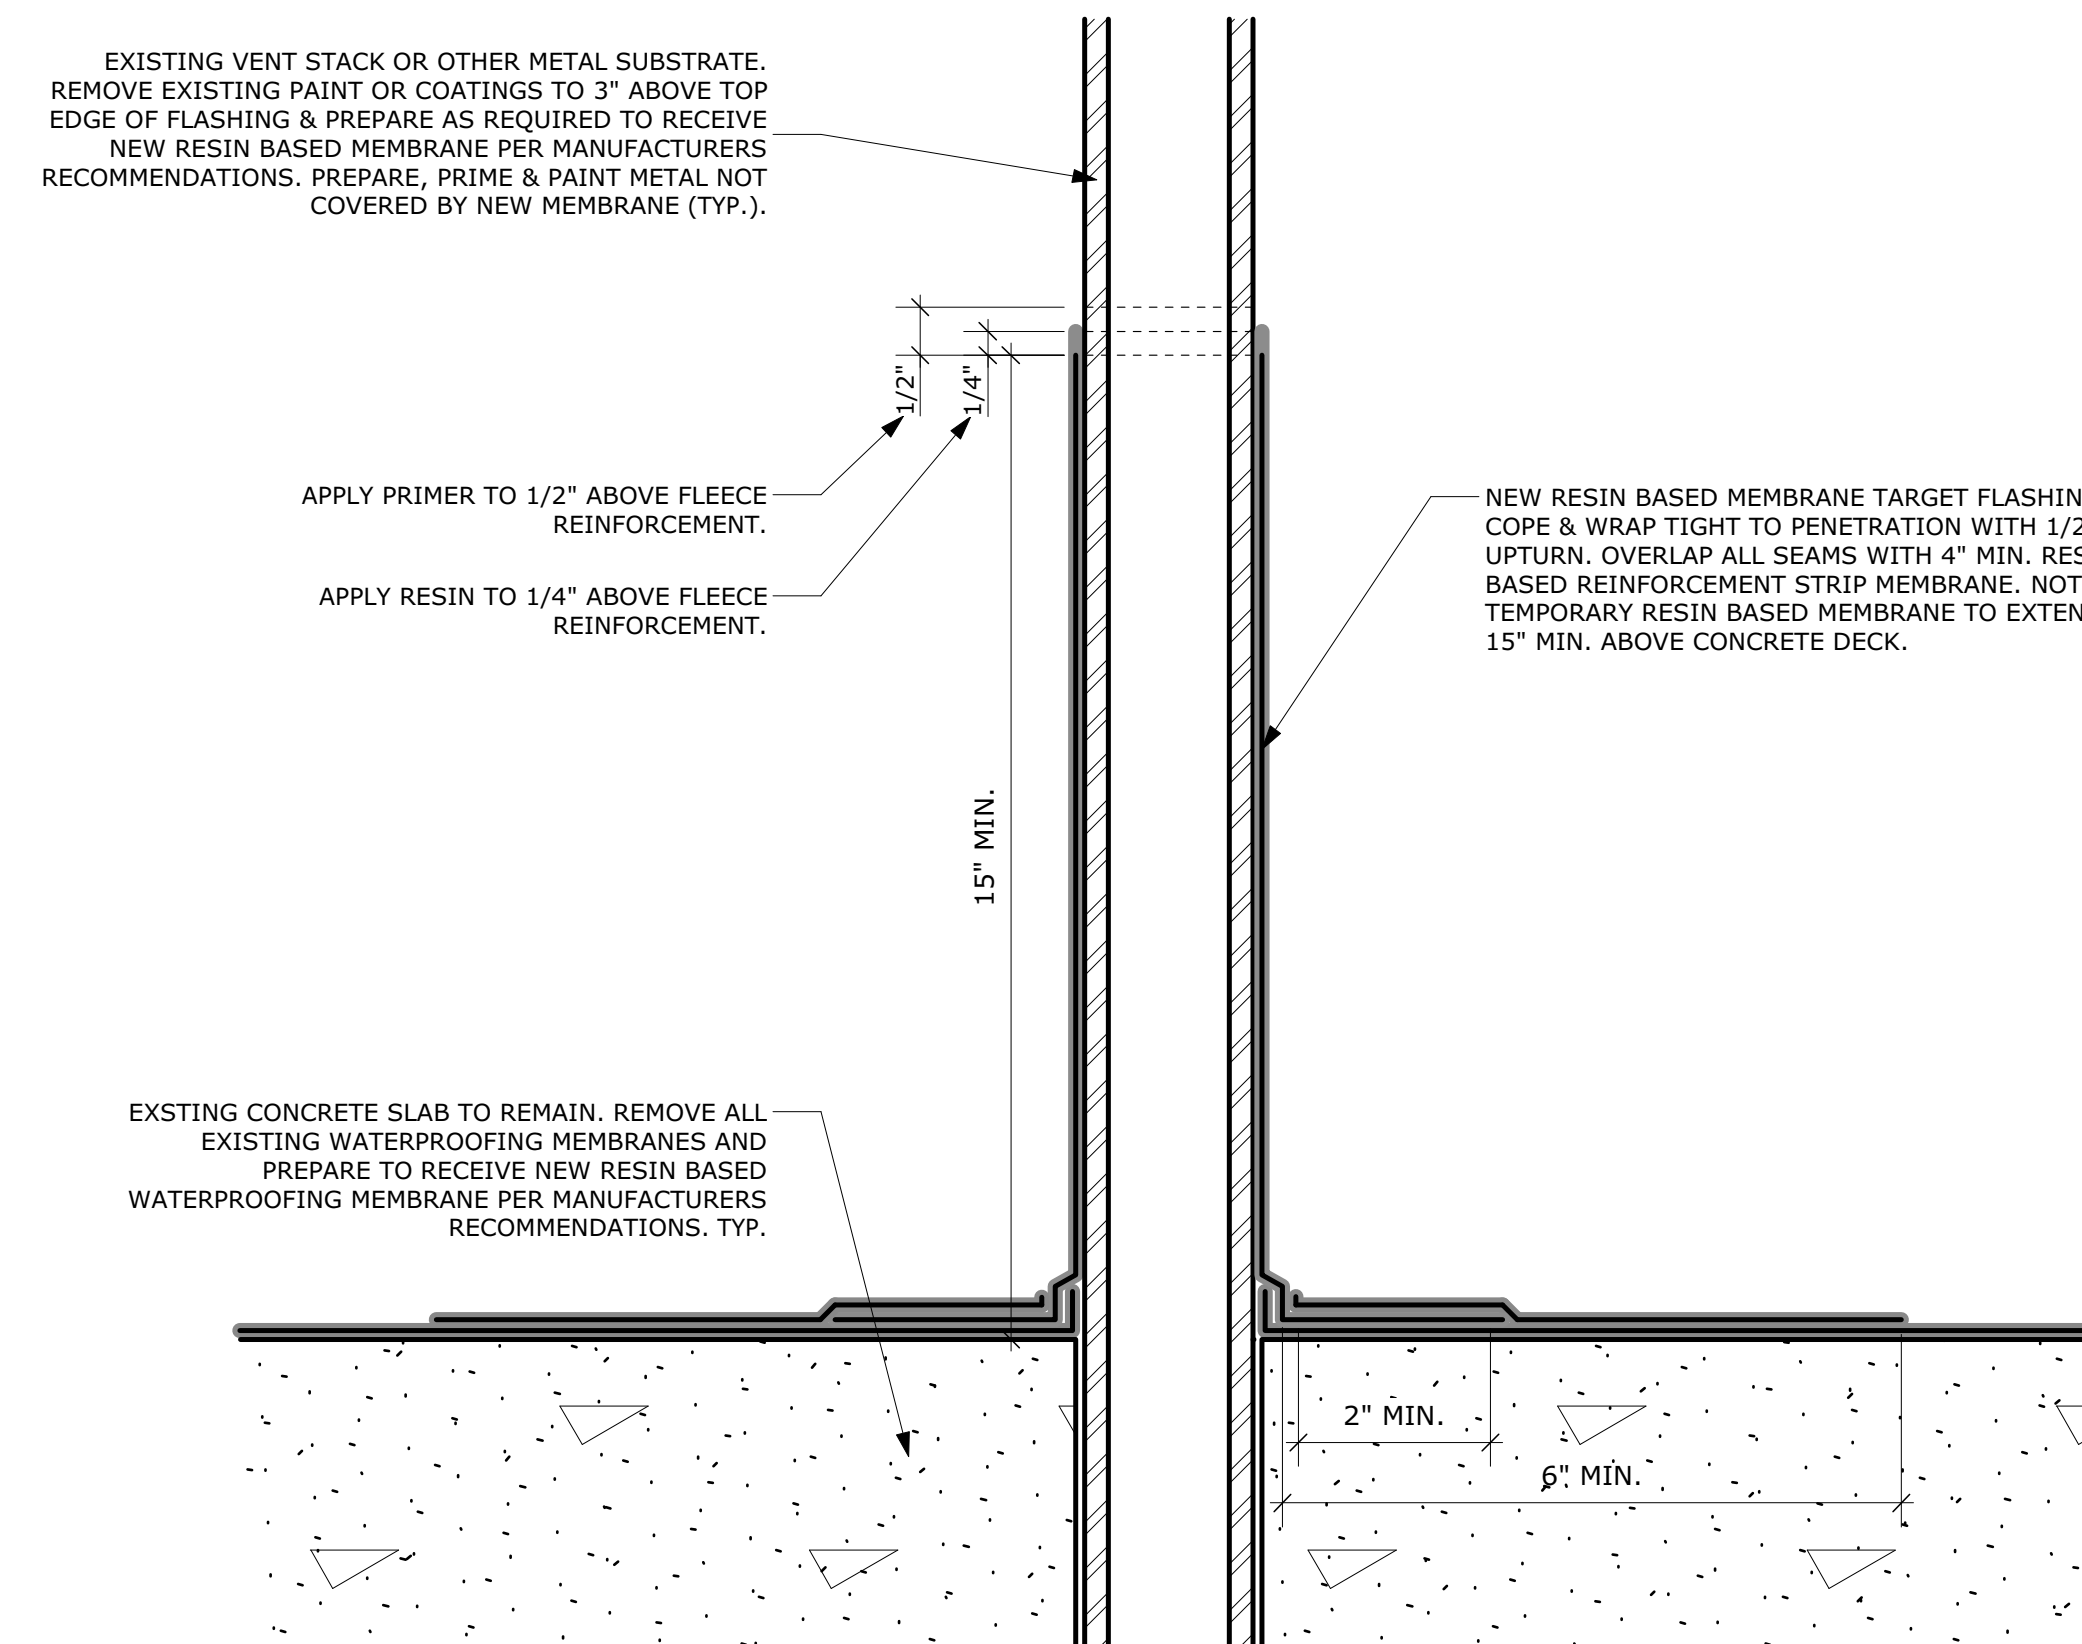 EXISTING VENT STACK OR OTHER METAL SUBSTRATE.
REMOVE EXISTING PAINT OR COATINGS TO 3" ABOVE TOP
EDGE OF FLASHING & PREPARE AS REQUIRED TO RECEIVE
NEW RESIN BASED MEMBRANE PER MANUFACTURERS
RECOMMENDATIONS. PREPARE, PRIME & PAINT METAL NOT
COVERED BY NEW MEMBRANE (TYP.).
1/2"
1/4"
APPLY PRIMER TO 1/2" ABOVE FLEECE
REINFORCEMENT.
APPLY RESIN TO 1/4" ABOVE FLEECE
REINFORCEMENT.
NEW RESIN BASED MEMBRANE TARGET FLASHIN
COPE & WRAP TIGHT TO PENETRATION WITH 1/2
UPTURN. OVERLAP ALL SEAMS WITH 4" MIN. RES
BASED REINFORCEMENT STRIP MEMBRANE. NOT
TEMPORARY RESIN BASED MEMBRANE TO EXTEN
15" MIN. ABOVE CONCRETE DECK.
15" MIN.
EXSTING CONCRETE SLAB TO REMAIN. REMOVE ALL
EXISTING WATERPROOFING MEMBRANES AND
PREPARE TO RECEIVE NEW RESIN BASED
WATERPROOFING MEMBRANE PER MANUFACTURERS
RECOMMENDATIONS. TYP.
2" MIN.
6" MIN.